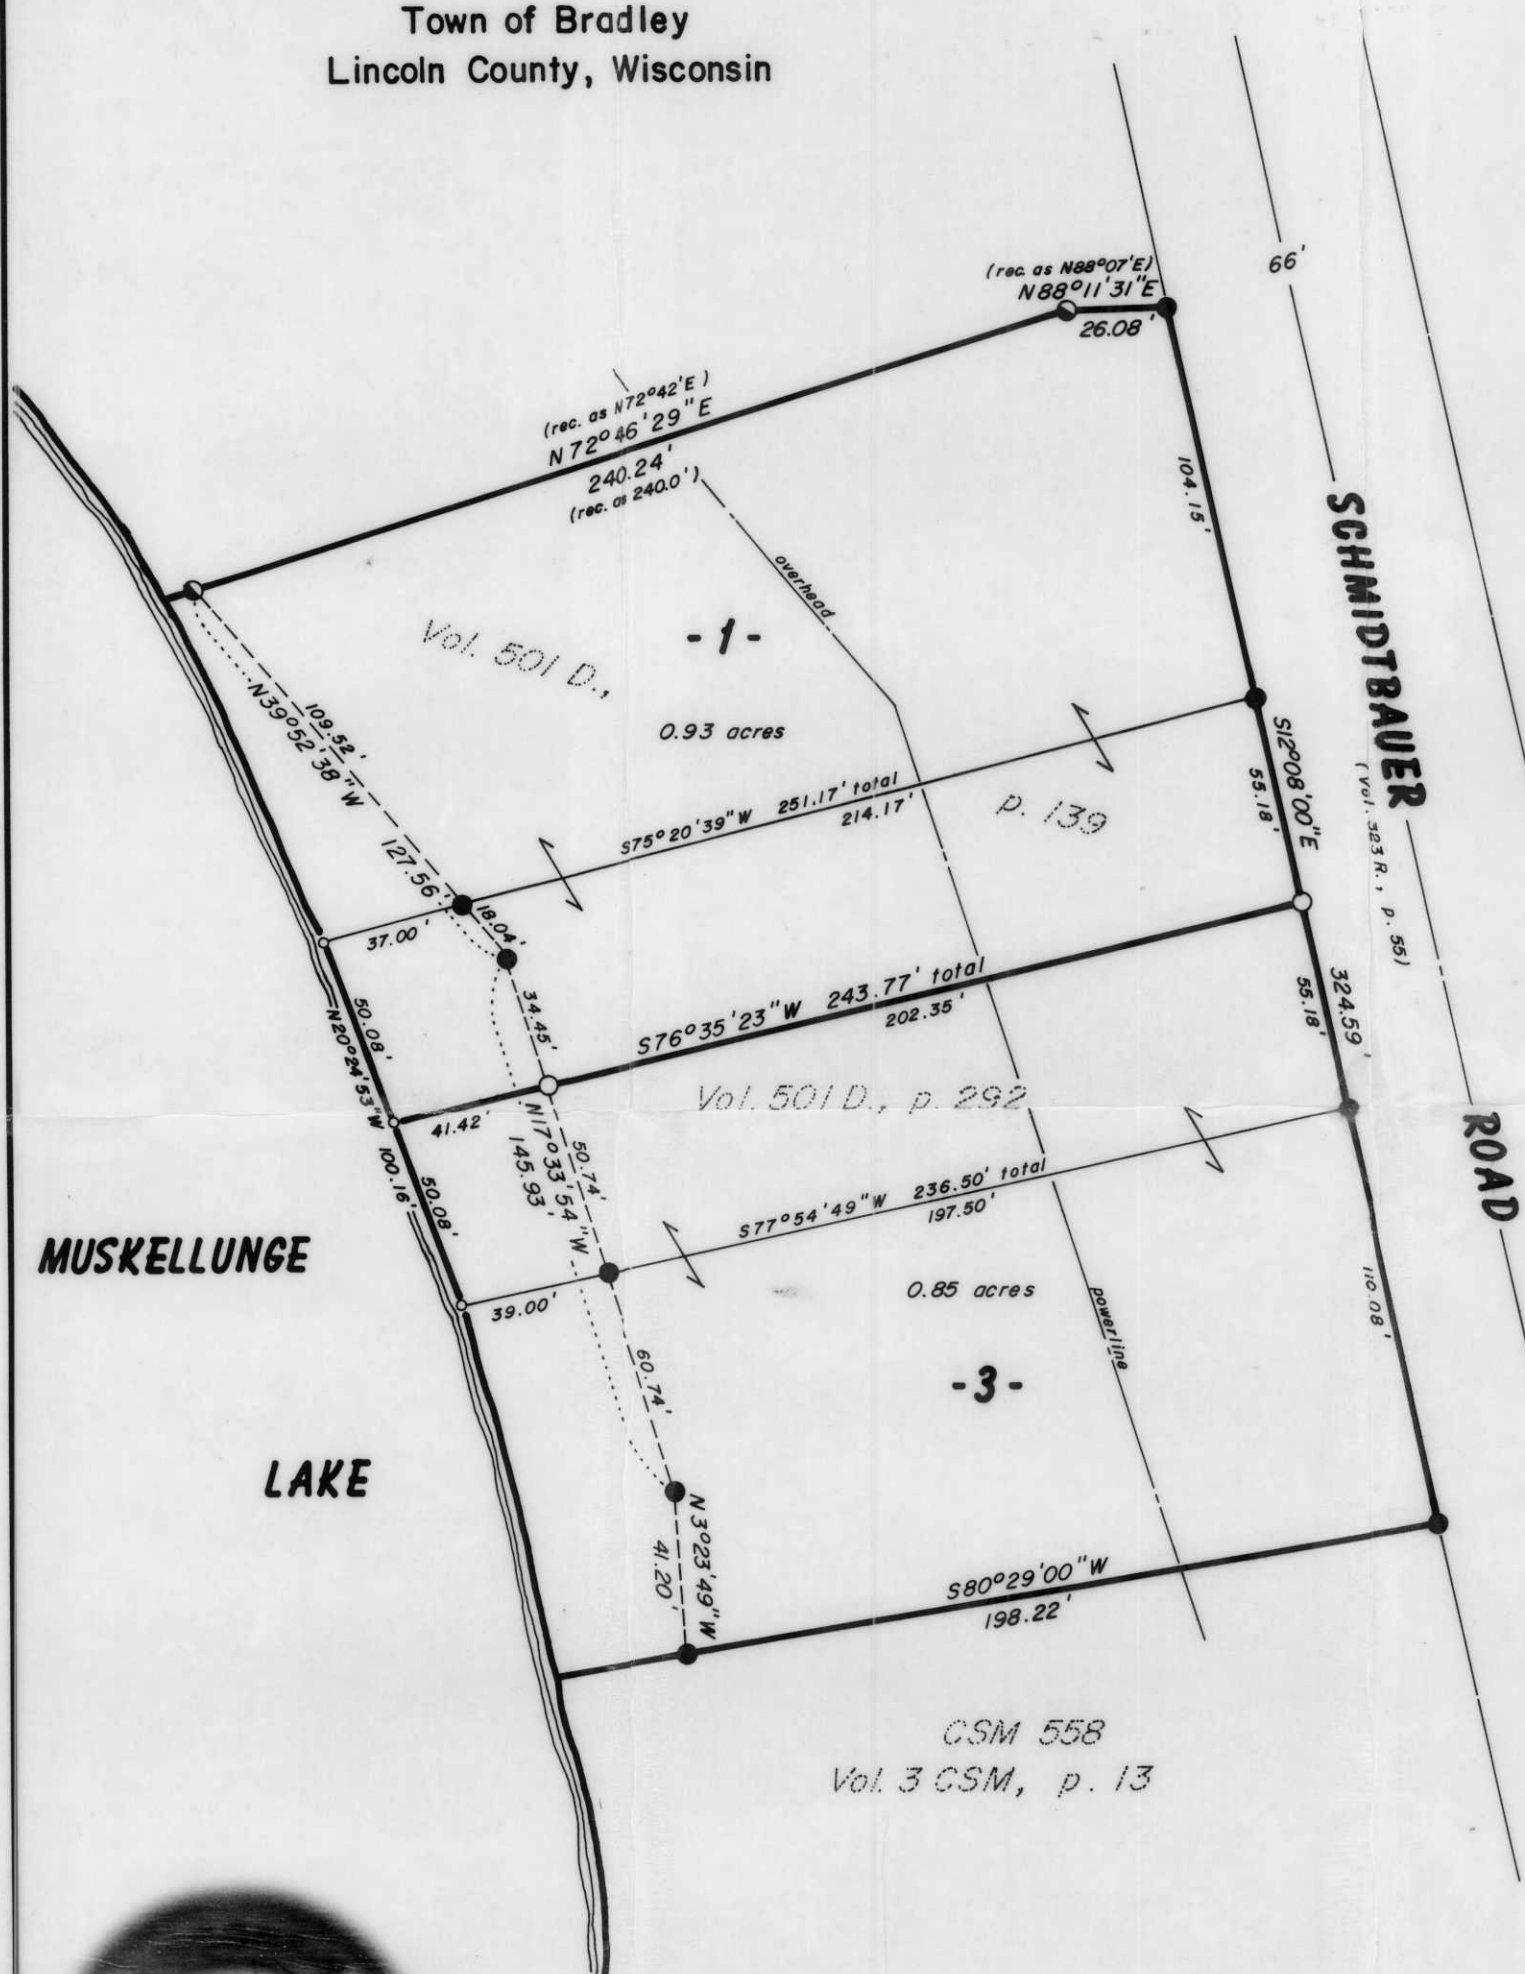 Town of Bradley
Lincoln County, Wisconsin
66'
(rec. as N88°07'E)
N88°11'31"E
26.08'
(rec. as N72°42'E)
N72°46'29"E
240.24'
(rec. as 240.0')
104.15'
overhead
SCHMIDTBAUER
(Vol. 323 R., p. 55)
ROAD
Vol. 501 D.,
-1-
0.93 acres
109.52'
N39°52'38"W
127.56'
S75°20'39"W 251.17' total
214.17'
p. 139
S12°08'00"E
55.18'
37.00'
18.04'
34.45'
S76°35'23"W 243.77' total
202.35'
324.59'
55.18'
50.08'
N20°24'53"W 100.16'
41.42'
Vol. 501 D., p. 292
N17°33'54"W
145.93'
50.74'
50.08'
S77°54'49"W 236.50' total
197.50'
MUSKELLUNGE
LAKE
39.00'
0.85 acres
powerline
110.08'
-3-
60.74'
N3°23'49"W
41.20'
S80°29'00"W
198.22'
CSM 558
Vol. 3 CSM, p. 13